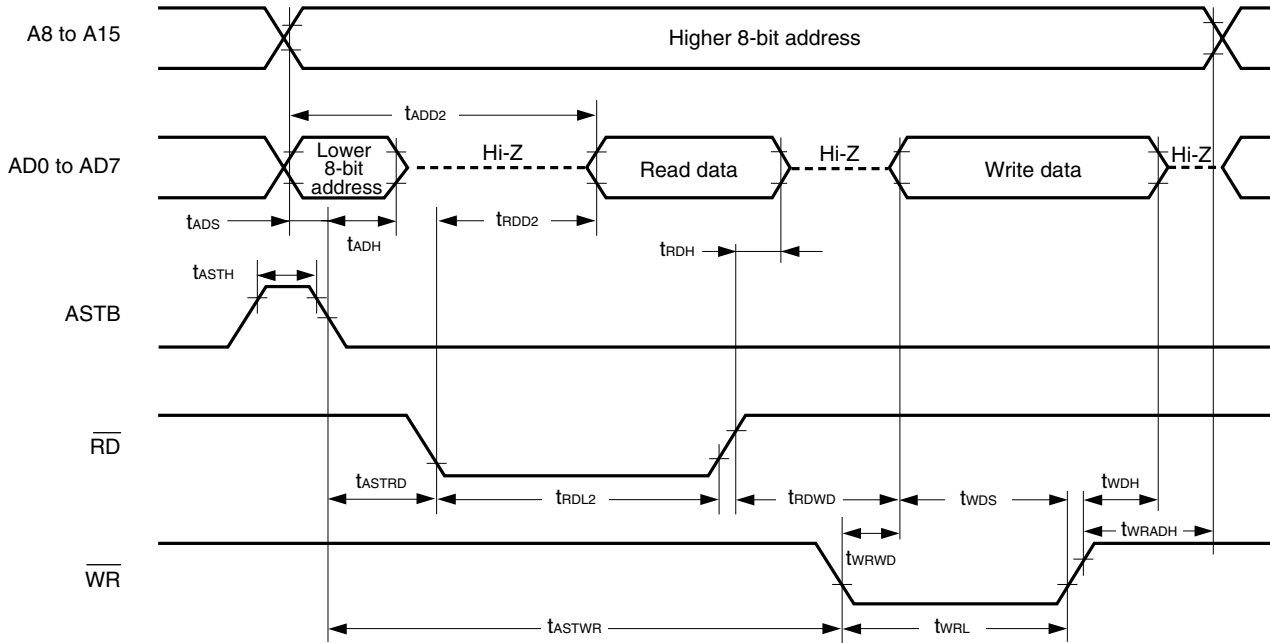 A8 to A15
Higher 8-bit address
tADD2
AD0 to AD7
Lower
8-bit
address
Hi-Z
Read data
Hi-Z
Write data
Hi-Z
tADS
tADH
tRDD2
tRDH
tASTH
ASTB
RD
tASTRD
tRDL2
tRDWD
tWDS
tWDH
tWRADH
tWRWD
WR
tASTWR
tWRL